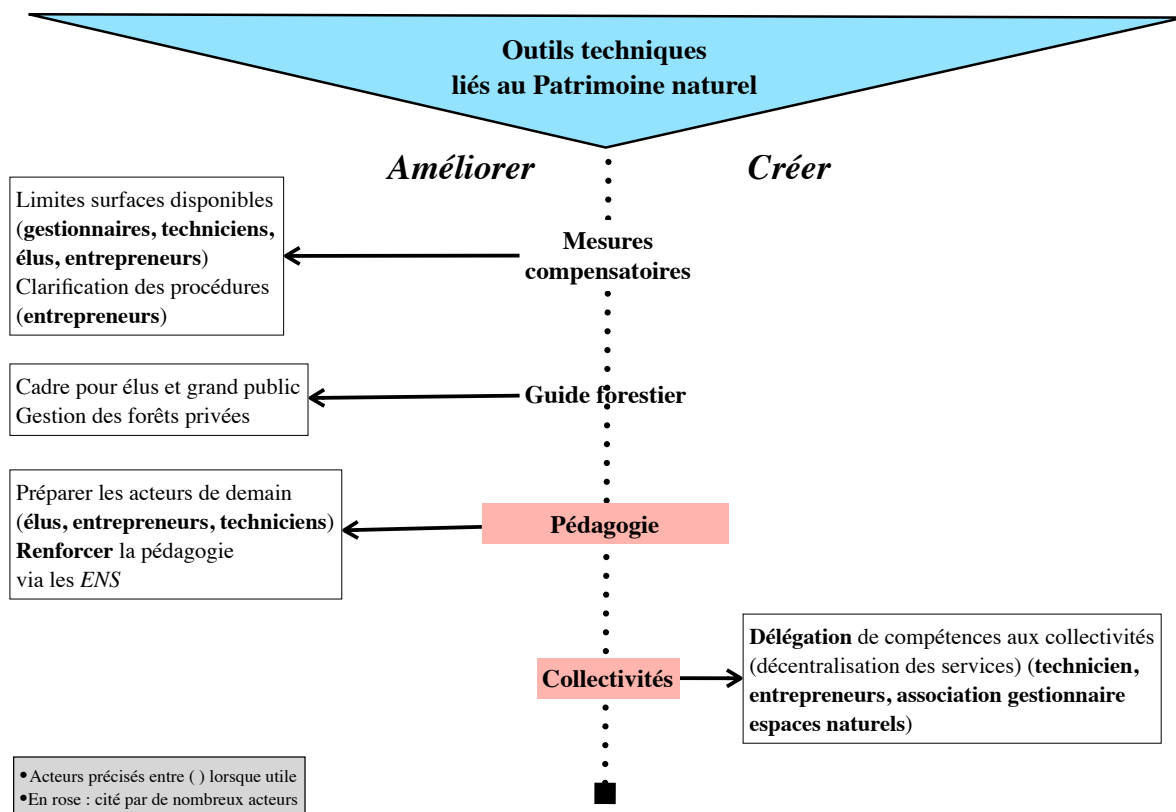 Outils techniques
liés au Patrimoine naturel
Améliorer
Créer
Limites surfaces disponibles
(gestionnaires, techniciens,
élus, entrepreneurs)
Clarification des procédures
(entrepreneurs)
Mesures
compensatoires
Cadre pour élus et grand public
Gestion des forêts privées
Guide forestier
Préparer les acteurs de demain
(élus, entrepreneurs, techniciens)
Renforcer la pédagogie
via les ENS
Pédagogie
Collectivités
Délégation de compétences aux collectivités
(décentralisation des services) (technicien,
entrepreneurs, association gestionnaire
espaces naturels)
•Acteurs précisés entre ( ) lorsque utile
•En rose : cité par de nombreux acteurs